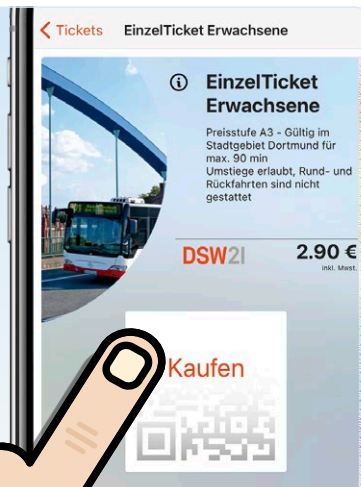 Tickets EinzelTicket Erwachsene
EinzelTicket
Erwachsene
Preisstufe A3 - Gültig im
Stadtgebiet Dortmund für
max. 90 min
Umstiege erlaubt, Rund- und
Rückfahrten sind nicht
gestattet
DSW21 2.90 €
inkl. Mwst.
Kaufen